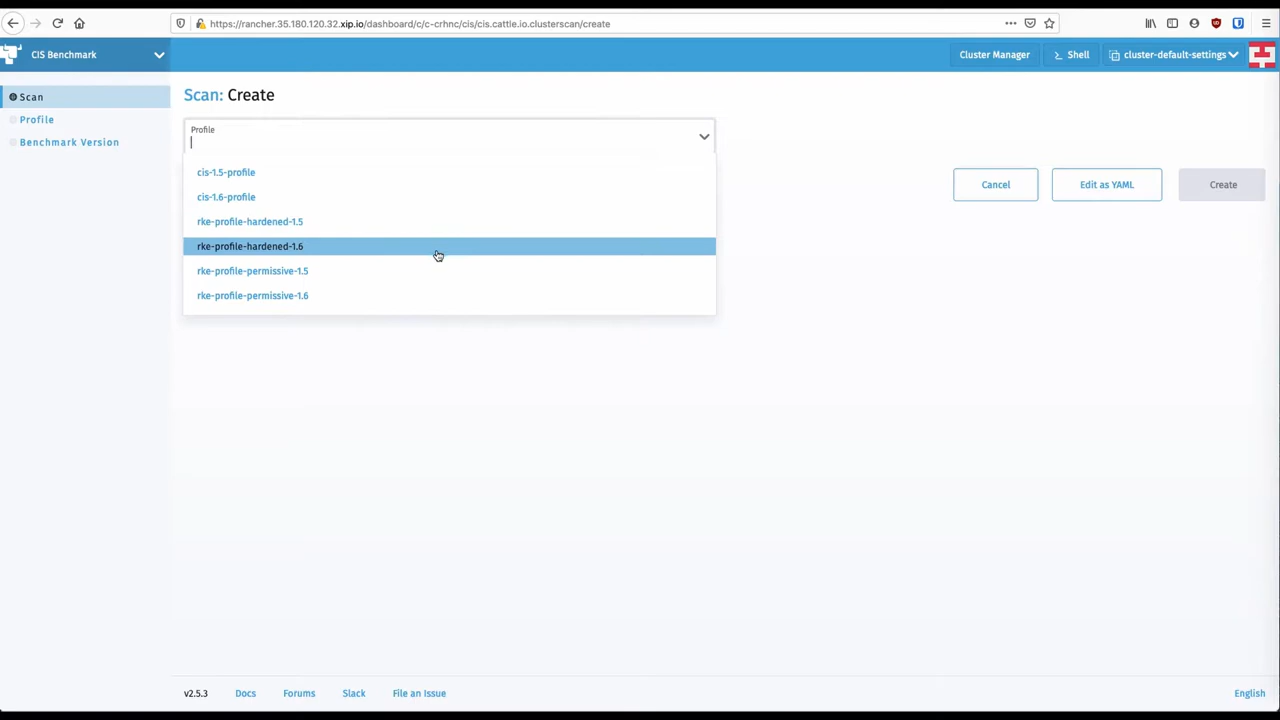 https://rancher.35.180.120.32.xip.io/dashboard/c/c-crhnc/cis/cis.cattle.io.clusterscan/create
CIS Benchmark
Cluster Manager
>_ Shell
cluster-default-settings
Scan
Profile
Benchmark Version
Scan: Create
Profile
cis-1.5-profile
cis-1.6-profile
rke-profile-hardened-1.5
rke-profile-hardened-1.6
rke-profile-permissive-1.5
rke-profile-permissive-1.6
Cancel
Edit as YAML
Create
v2.5.3
Docs
Forums
Slack
File an Issue
English